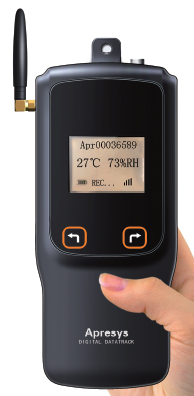 Apr00036589
27℃ 73%RH
REC...
Apresys
DIGITAL DATATRACK